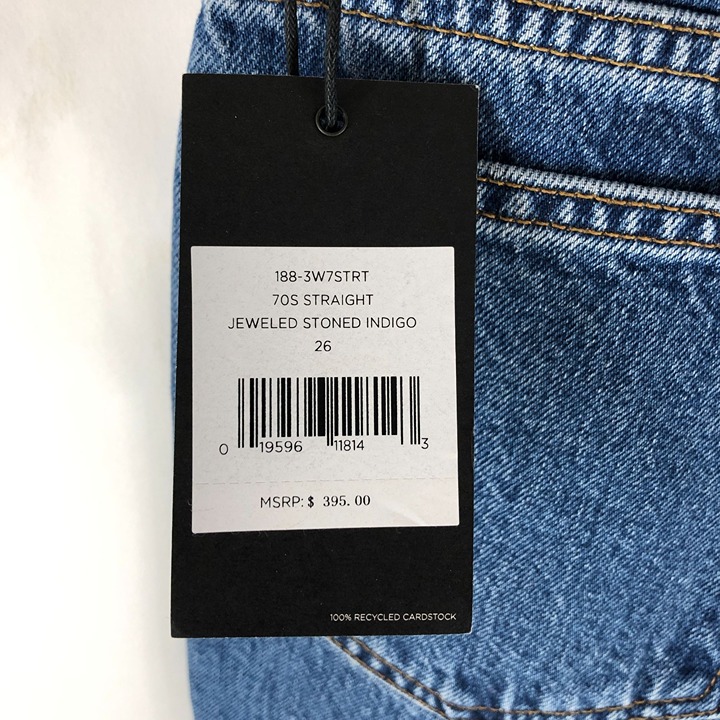 188-3W7STRT
70S STRAIGHT
JEWELED STONED INDIGO
26
0 19596 11814 3
MSRP: $ 395.00
100% RECYCLED CARDSTOCK